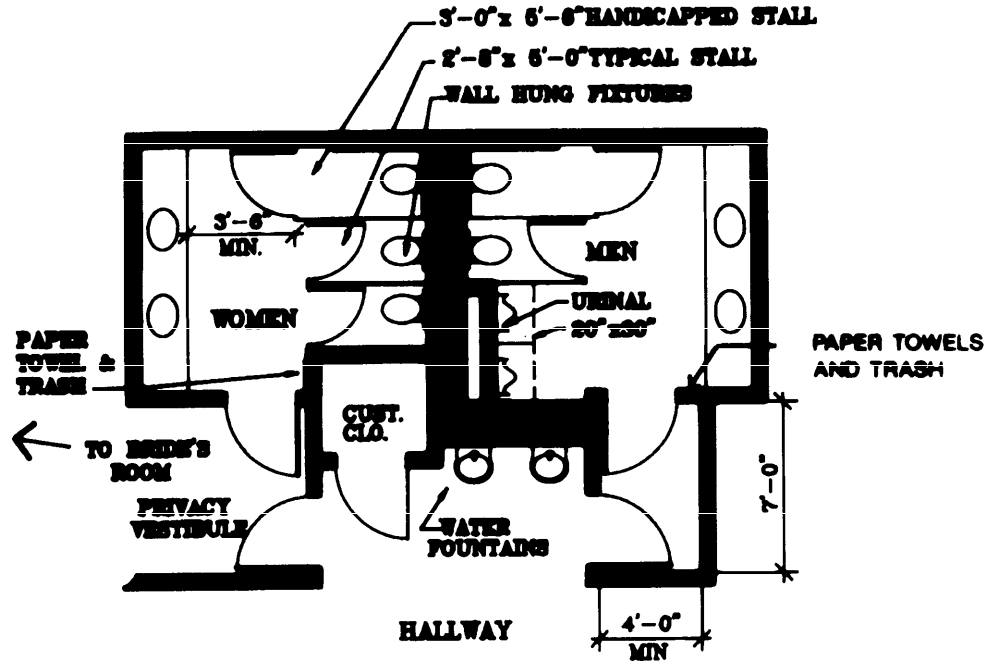 3'-0"x 5'-6"HANDICAPPED STALL
2'-8"x 5'-0"TYPICAL STALL
WALL HUNG FIXTURES
3'-6"
MIN.
MEN
WOMEN
URINAL
20"x30"
PAPER
TOWEL &
TRASH
PAPER TOWELS
AND TRASH
CUST.
CLO.
TO BRIDE'S
ROOM
PRIVACY
VESTIBULE
WATER
FOUNTAINS
7'-0"
HALLWAY
4'-0"
MIN